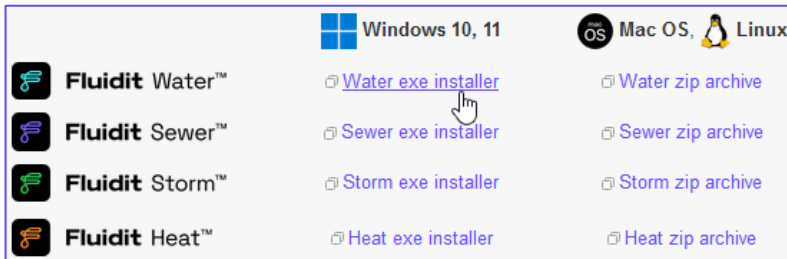 Windows 10, 11 mac OS Mac OS, Linux
Fluidit Water™ Water exe installer Water zip archive
Fluidit Sewer™ Sewer exe installer Sewer zip archive
Fluidit Storm™ Storm exe installer Storm zip archive
Fluidit Heat™ Heat exe installer Heat zip archive